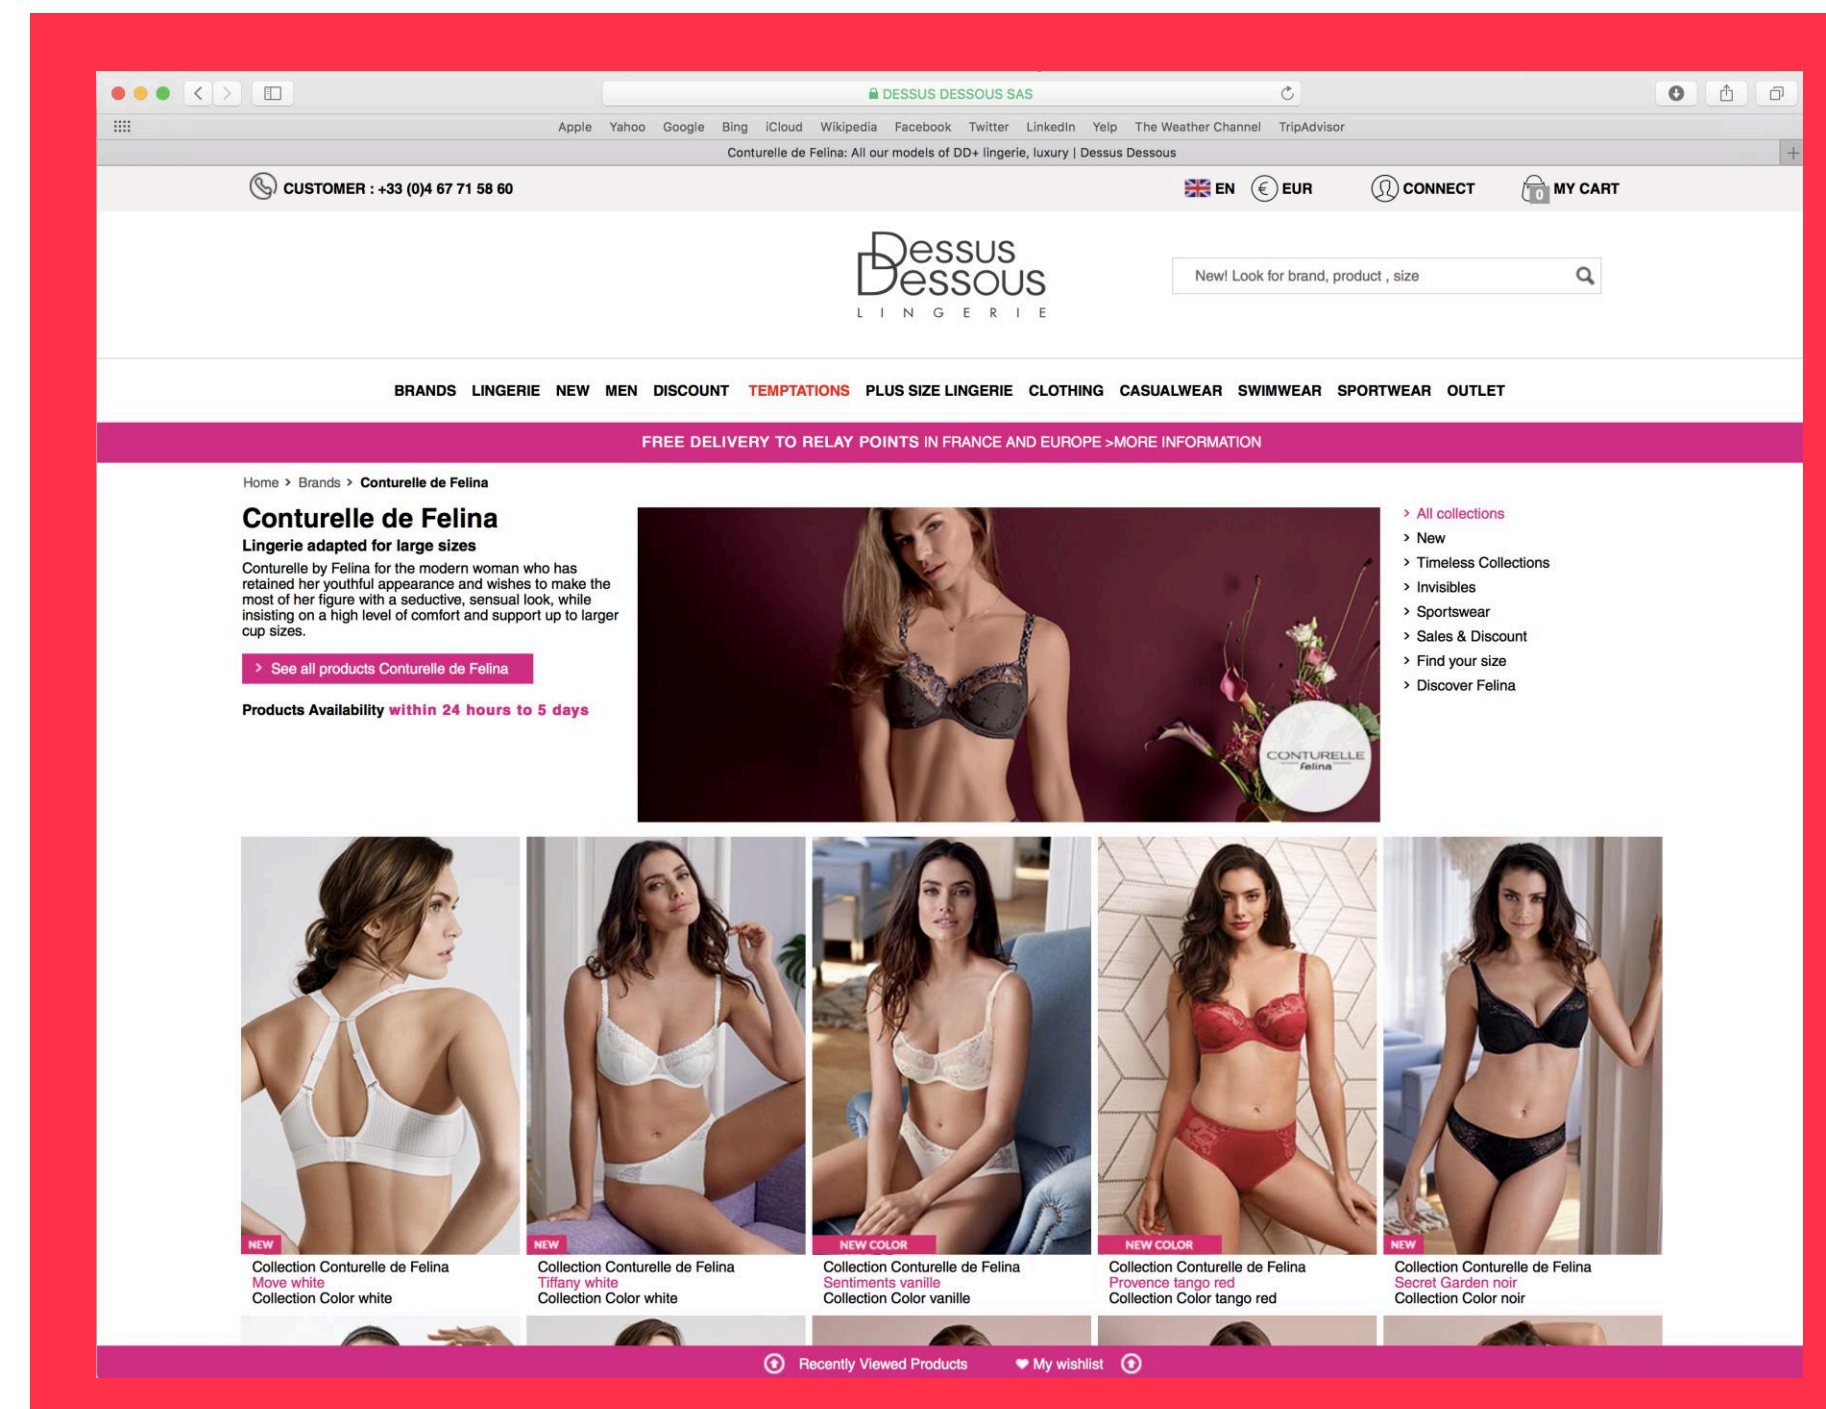 DESSUS DESSOUS SAS
Apple Yahoo Google Bing iCloud Wikipedia Facebook Twitter LinkedIn Yelp The Weather Channel TripAdvisor
Conturelle de Felina: All our models of DD+ lingerie, luxury | Dessus Dessous
CUSTOMER : +33 (0)4 67 71 58 60
EN € EUR CONNECT 0 MY CART
Dessus
Dessous
LINGERIE
New! Look for brand, product , size
BRANDS LINGERIE NEW MEN DISCOUNT TEMPTATIONS PLUS SIZE LINGERIE CLOTHING CASUALWEAR SWIMWEAR SPORTWEAR OUTLET
FREE DELIVERY TO RELAY POINTS IN FRANCE AND EUROPE >MORE INFORMATION
Home > Brands > Conturelle de Felina
Conturelle de Felina
Lingerie adapted for large sizes
Conturelle by Felina for the modern woman who has
retained her youthful appearance and wishes to make the
most of her figure with a seductive, sensual look, while
insisting on a high level of comfort and support up to larger
cup sizes.
> See all products Conturelle de Felina
Products Availability within 24 hours to 5 days
CONTURELLE
felina
> All collections
> New
> Timeless Collections
> Invisibles
> Sportswear
> Sales & Discount
> Find your size
> Discover Felina
NEW
Collection Conturelle de Felina
Move white
Collection Color white
NEW
Collection Conturelle de Felina
Tiffany white
Collection Color white
NEW COLOR
Collection Conturelle de Felina
Sentiments vanille
Collection Color vanille
NEW COLOR
Collection Conturelle de Felina
Provence tango red
Collection Color tango red
NEW
Collection Conturelle de Felina
Secret Garden noir
Collection Color noir
Recently Viewed Products My wishlist